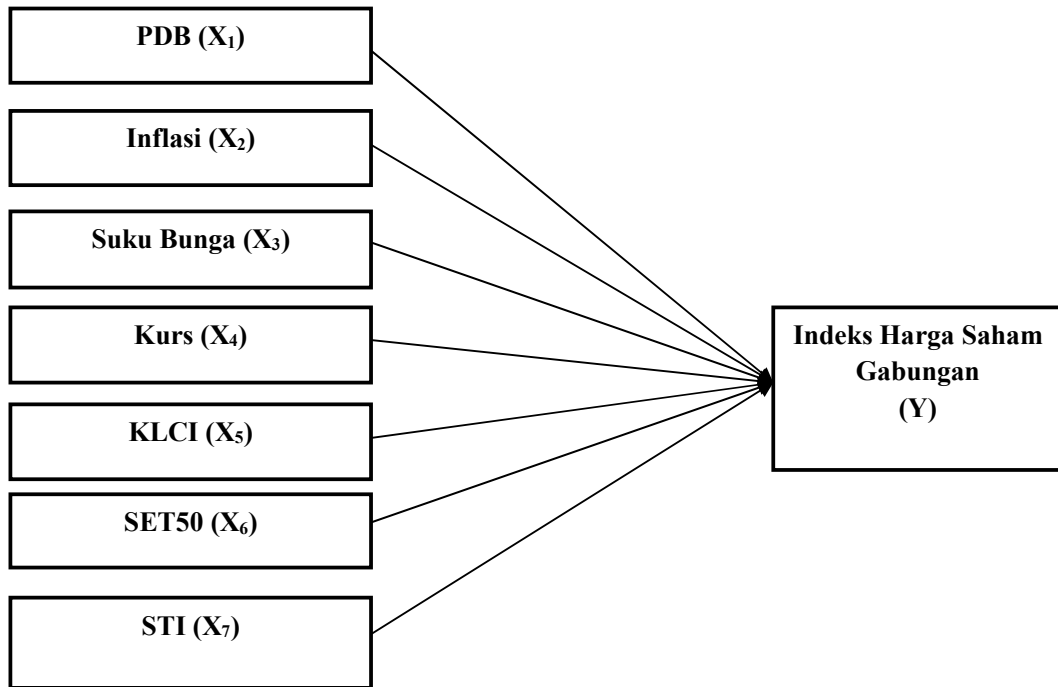 PDB (X₁)
Inflasi (X₂)
Suku Bunga (X₃)
Kurs (X₄)
KLCI (X₅)
SET50 (X₆)
STI (X₇)
Indeks Harga Saham
Gabungan
(Y)